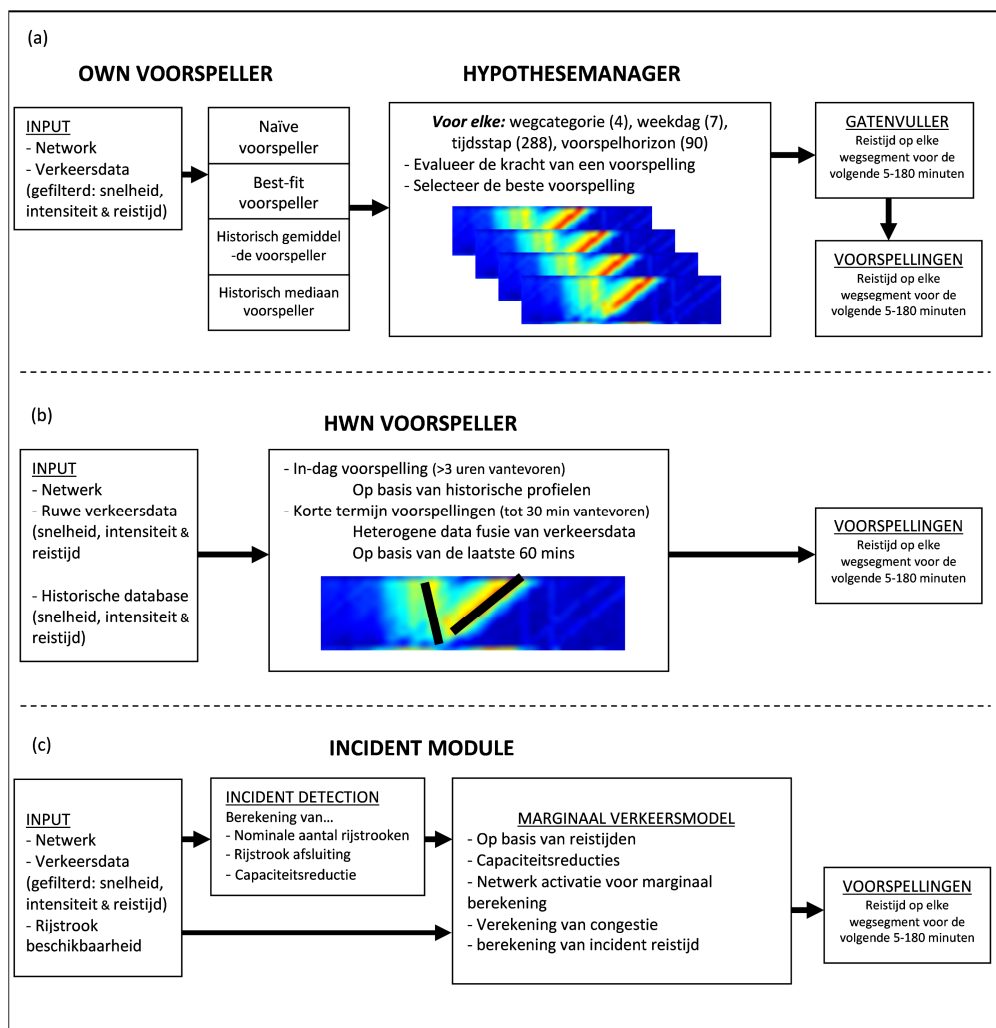 (a)
OWN VOORSPELLER
HYPOTHESEMANAGER
INPUT
- Network
- Verkeersdata
(gefilterd: snelheid,
intensiteit & reistijd)
Naïve
voorspeller
Best-fit
voorspeller
Historisch gemiddel
-de voorspeller
Historisch mediaan
voorspeller
Voor elke: wegcategorie (4), weekdag (7),
tijdsstap (288), voorspelhorizon (90)
- Evalueer de kracht van een voorspelling
- Selecteer de beste voorspelling
GATENVULLER
Reistijd op elke
wegsegment voor de
volgende 5-180 minuten
VOORSPELLINGEN
Reistijd op elke
wegsegment voor de
volgende 5-180 minuten
(b)
HWN VOORSPELLER
INPUT
- Netwerk
- Ruwe verkeersdata
(snelheid, intensiteit &
reistijd
- Historische database
(snelheid, intensiteit &
reistijd)
- In-dag voorspelling (>3 uren vantevoren)
Op basis van historische profielen
- Korte termijn voorspellingen (tot 30 min vantevoren)
Heterogene data fusie van verkeersdata
Op basis van de laatste 60 mins
VOORSPELLINGEN
Reistijd op elke
wegsegment voor de
volgende 5-180 minuten
(c)
INCIDENT MODULE
INPUT
- Netwerk
- Verkeersdata
(gefilterd: snelheid,
intensiteit & reistijd)
- Rijstrook
beschikbaarheid
INCIDENT DETECTION
Berekening van...
- Nominale aantal rijstrooken
- Rijstrook afsluiting
- Capaciteitsreductie
MARGINAAL VERKEERSMODEL
- Op basis van reistijden
- Capaciteitsreducties
- Netwerk activatie voor marginaal
berekening
- Verekening van congestie
- berekening van incident reistijd
VOORSPELLINGEN
Reistijd op elke
wegsegment voor de
volgende 5-180 minuten